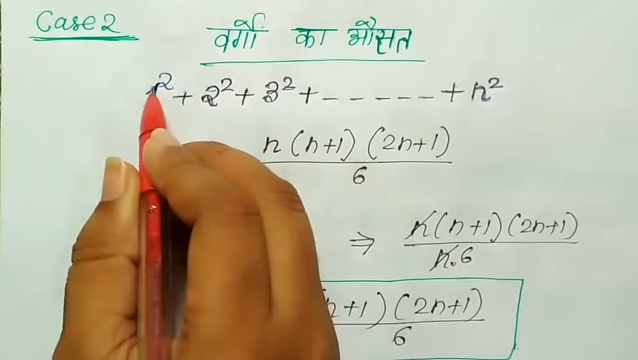 Case 2
वर्गो का औसत
1² + 2² + 3² + ----- + n²
n(n+1)(2n+1)/6
⇒ n(n+1)(2n+1)/n.6
n+1)(2n+1)/6